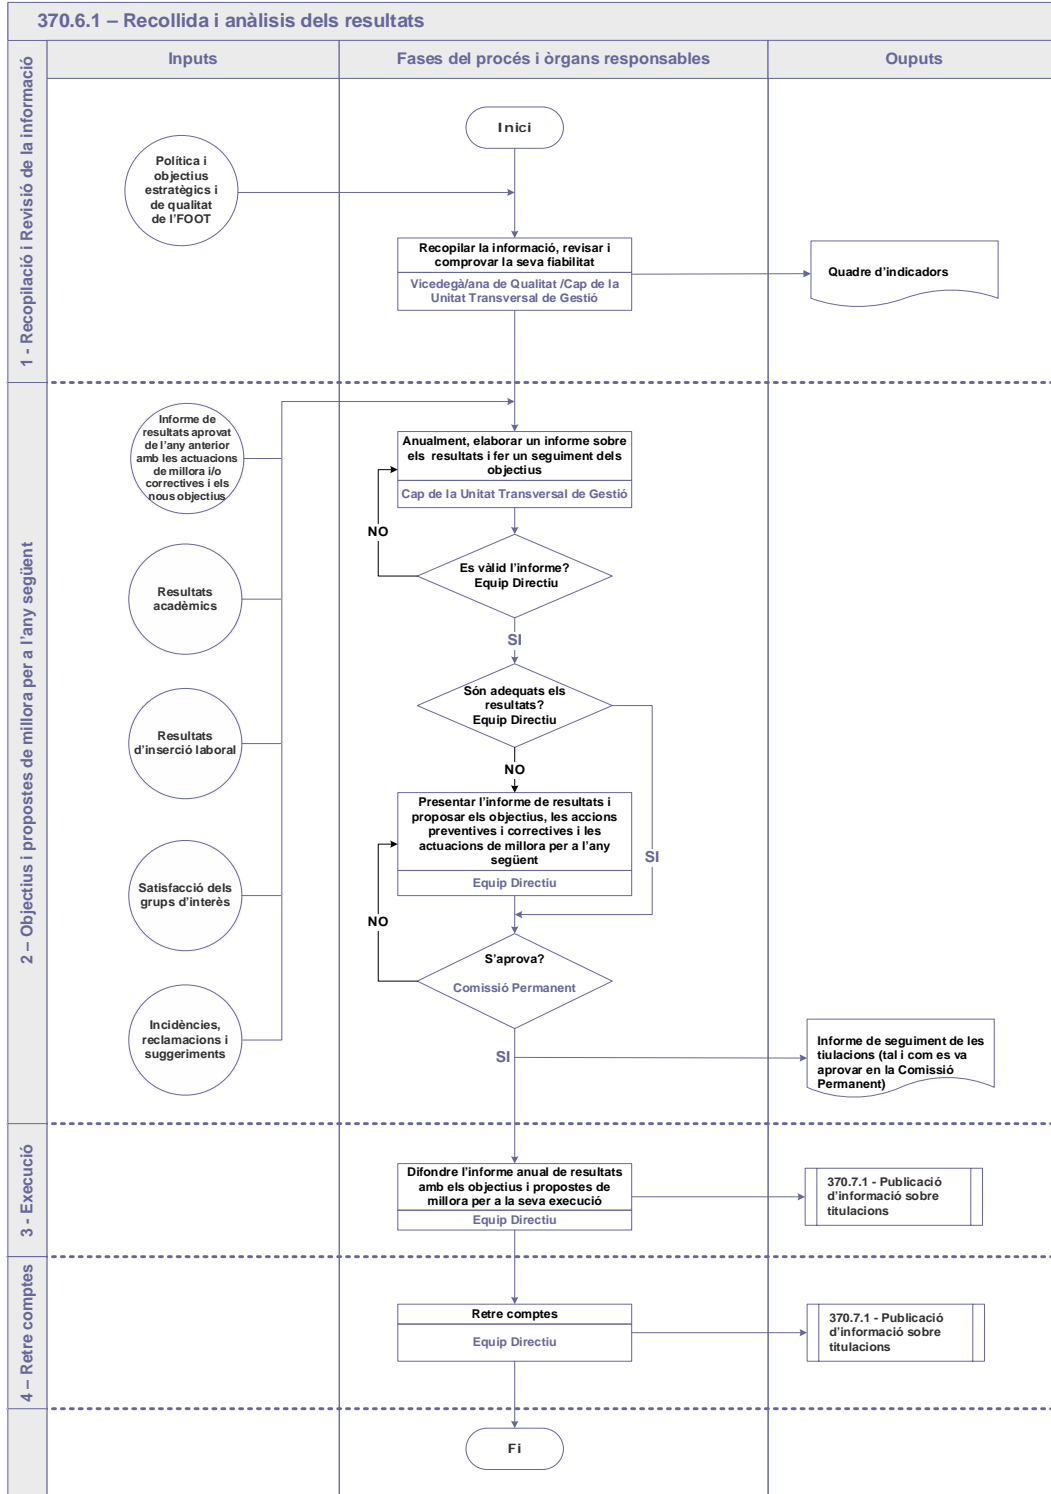 370.6.1 – Recollida i anàlisis dels resultats
Inputs
Fases del procés i òrgans responsables
Ouputs
1 - Recopilació i Revisió de la informació
Inici
Política i
objectius
estratègics i
de qualitat
de l'FOOT
Recopilar la informació, revisar i
comprovar la seva fiabilitat
Vicedegà/ana de Qualitat /Cap de la
Unitat Transversal de Gestió
Quadre d'indicadors
2 – Objectius i propostes de millora per a l'any següent
Informe de
resultats aprovat
de l'any anterior
amb les actuacions
de millora i/o
correctives i els
nous objectius
Anualment, elaborar un informe sobre
els resultats i fer un seguiment dels
objectius
Cap de la Unitat Transversal de Gestió
NO
Es vàlid l'informe?
Equip Directiu
Resultats
acadèmics
SI
Són adequats els
resultats?
Equip Directiu
Resultats
d'inserció laboral
NO
Presentar l'informe de resultats i
proposar els objectius, les accions
preventives i correctives i les
actuacions de millora per a l'any
següent
Equip Directiu
SI
Satisfacció dels
grups d'interès
NO
S'aprova?
Comissió Permanent
Incidències,
reclamacions i
suggeriments
SI
Informe de seguiment de les
tiulacions (tal i com es va
aprovar en la Comissió
Permanent)
3 - Execució
Difondre l'informe anual de resultats
amb els objectius i propostes de
millora per a la seva execució
Equip Directiu
370.7.1 - Publicació
d'informació sobre
titulacions
4 – Retre comptes
Retre comptes
Equip Directiu
370.7.1 - Publicació
d'informació sobre
titulacions
Fi